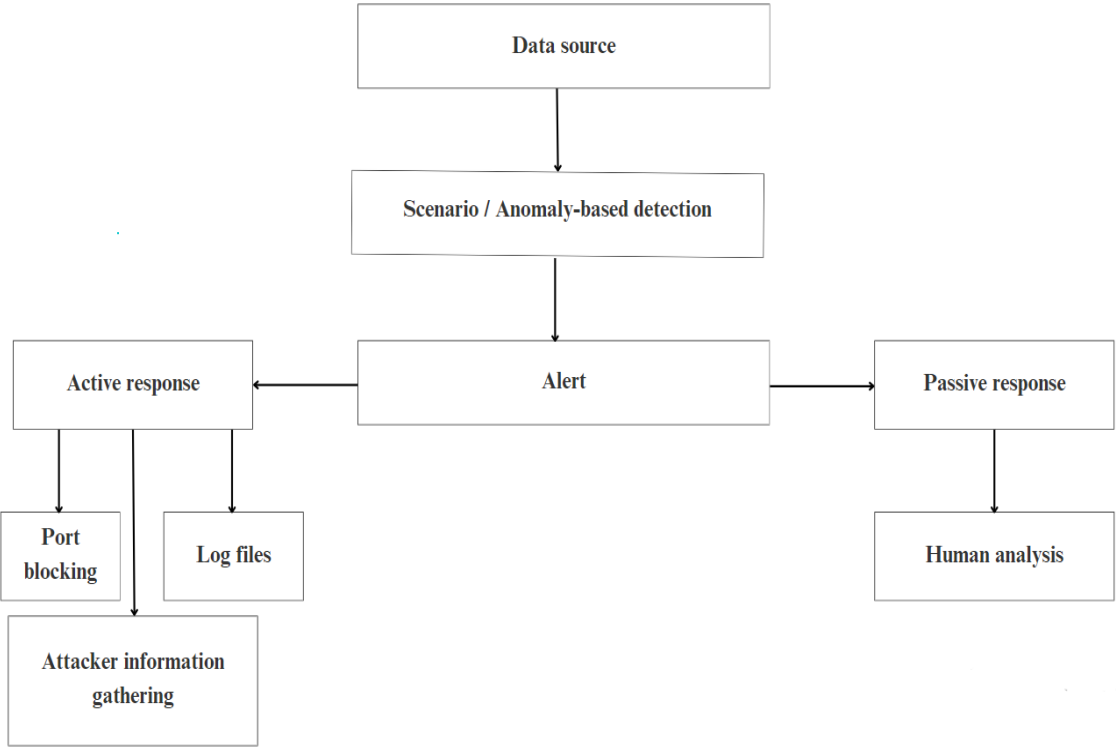 Data source
Scenario / Anomaly-based detection
Active response
Alert
Passive response
Port
blocking
Log files
Human analysis
Attacker information
gathering